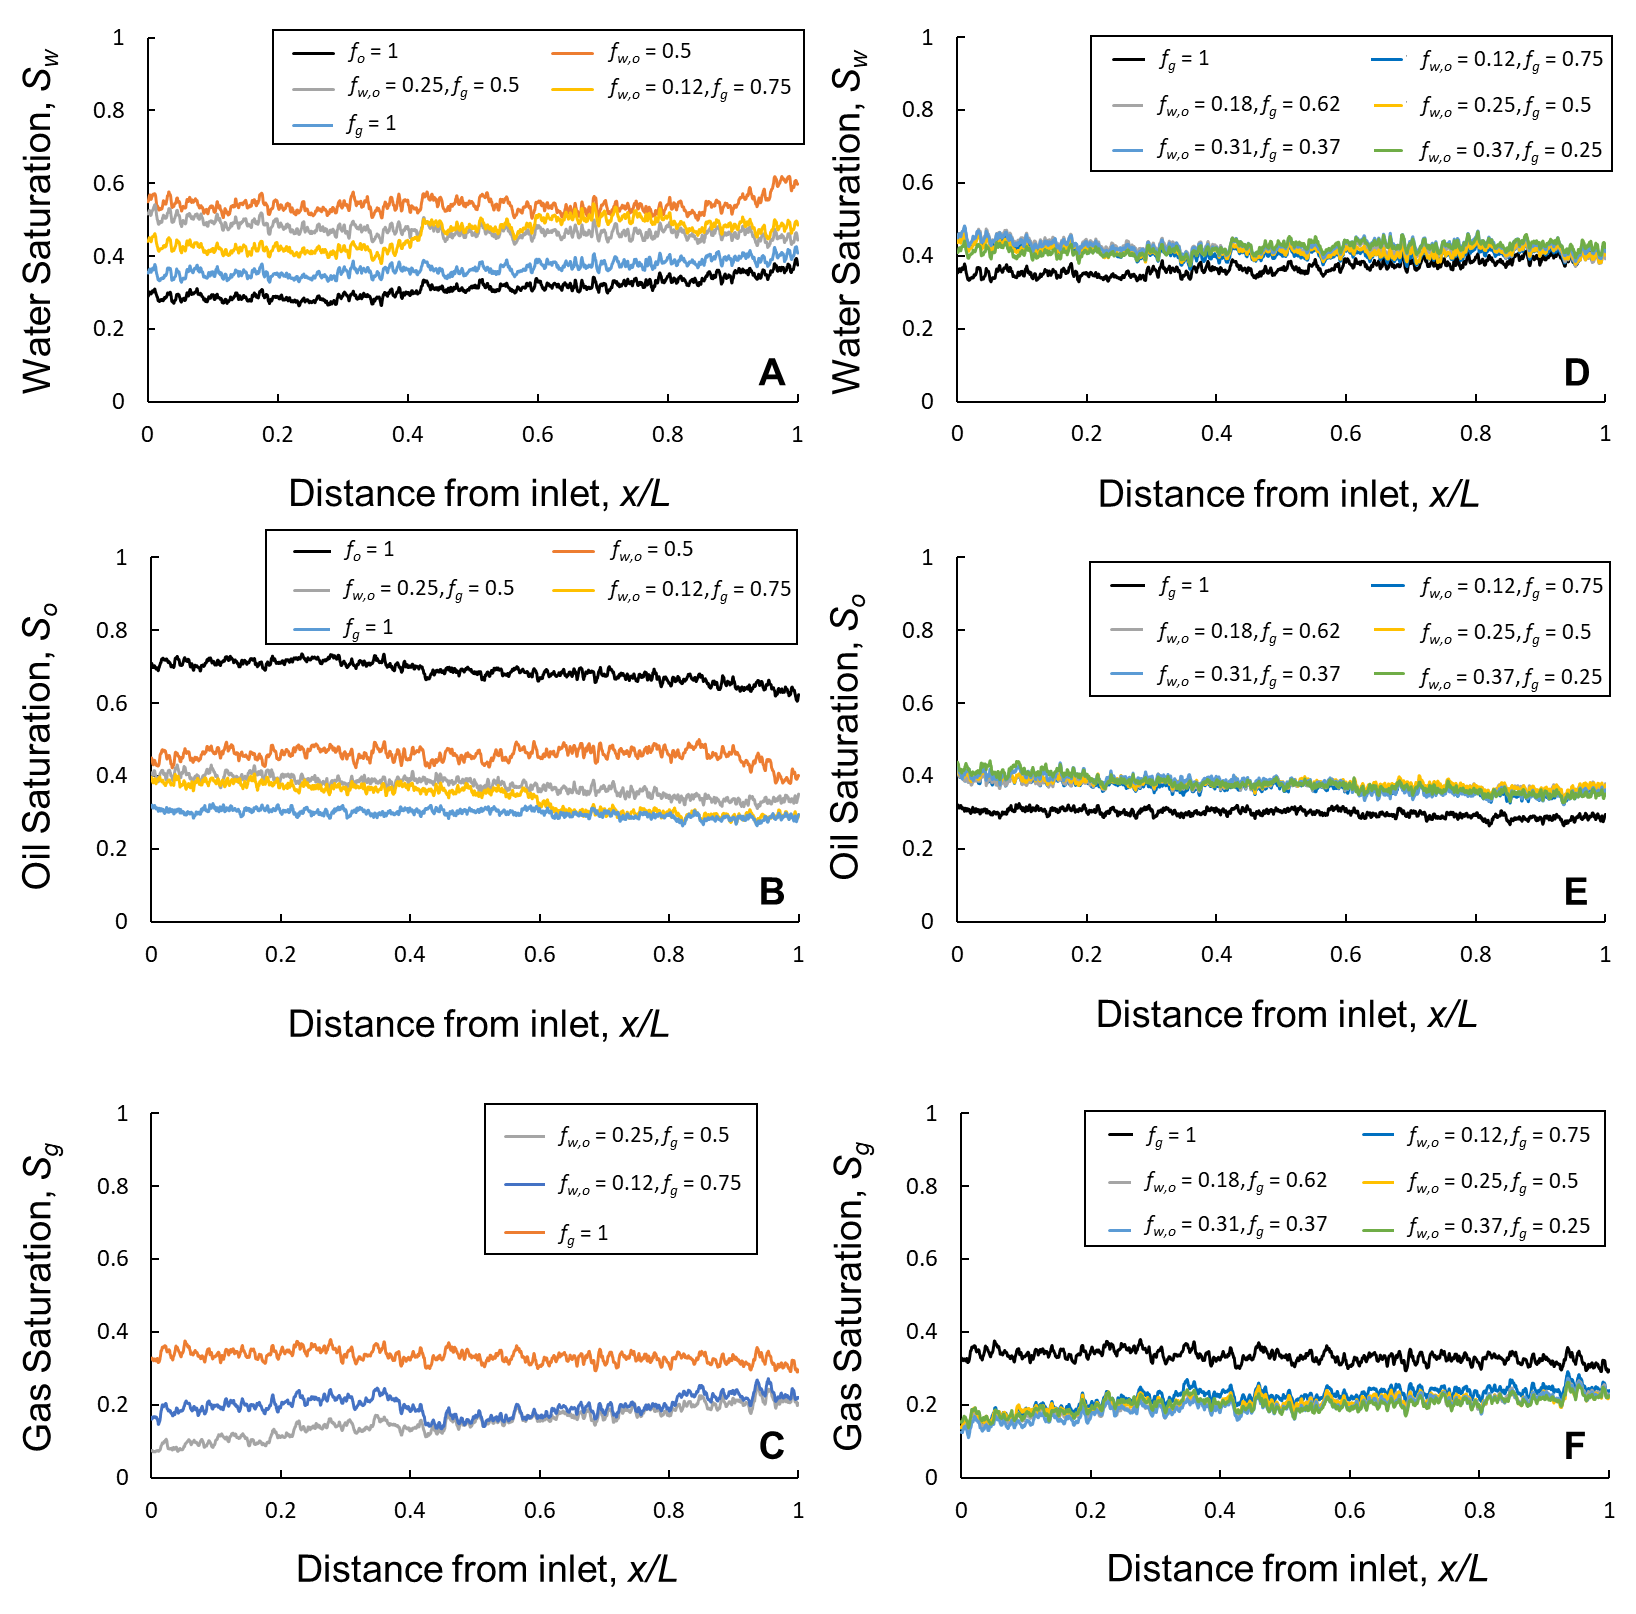 Water Saturation, Sw
1
0.8
0.6
0.4
0.2
0
fo = 1
fw,o = 0.5
fw,o = 0.25, fg = 0.5
fw,o = 0.12, fg = 0.75
fg = 1
A
0 0.2 0.4 0.6 0.8 1
Distance from inlet, x/L
Water Saturation, Sw
1
0.8
0.6
0.4
0.2
0
fg = 1
fw,o = 0.12, fg = 0.75
fw,o = 0.18, fg = 0.62
fw,o = 0.25, fg = 0.5
fw,o = 0.31, fg = 0.37
fw,o = 0.37, fg = 0.25
D
0 0.2 0.4 0.6 0.8 1
Distance from inlet, x/L
Oil Saturation, So
1
0.8
0.6
0.4
0.2
0
fo = 1
fw,o = 0.5
fw,o = 0.25, fg = 0.5
fw,o = 0.12, fg = 0.75
fg = 1
B
0 0.2 0.4 0.6 0.8 1
Distance from inlet, x/L
Oil Saturation, So
1
0.8
0.6
0.4
0.2
0
fg = 1
fw,o = 0.12, fg = 0.75
fw,o = 0.18, fg = 0.62
fw,o = 0.25, fg = 0.5
fw,o = 0.31, fg = 0.37
fw,o = 0.37, fg = 0.25
E
0 0.2 0.4 0.6 0.8 1
Distance from inlet, x/L
Gas Saturation, Sg
1
0.8
0.6
0.4
0.2
0
fw,o = 0.25, fg = 0.5
fw,o = 0.12, fg = 0.75
fg = 1
C
0 0.2 0.4 0.6 0.8 1
Distance from inlet, x/L
Gas Saturation, Sg
1
0.8
0.6
0.4
0.2
0
fg = 1
fw,o = 0.12, fg = 0.75
fw,o = 0.18, fg = 0.62
fw,o = 0.25, fg = 0.5
fw,o = 0.31, fg = 0.37
fw,o = 0.37, fg = 0.25
F
0 0.2 0.4 0.6 0.8 1
Distance from inlet, x/L